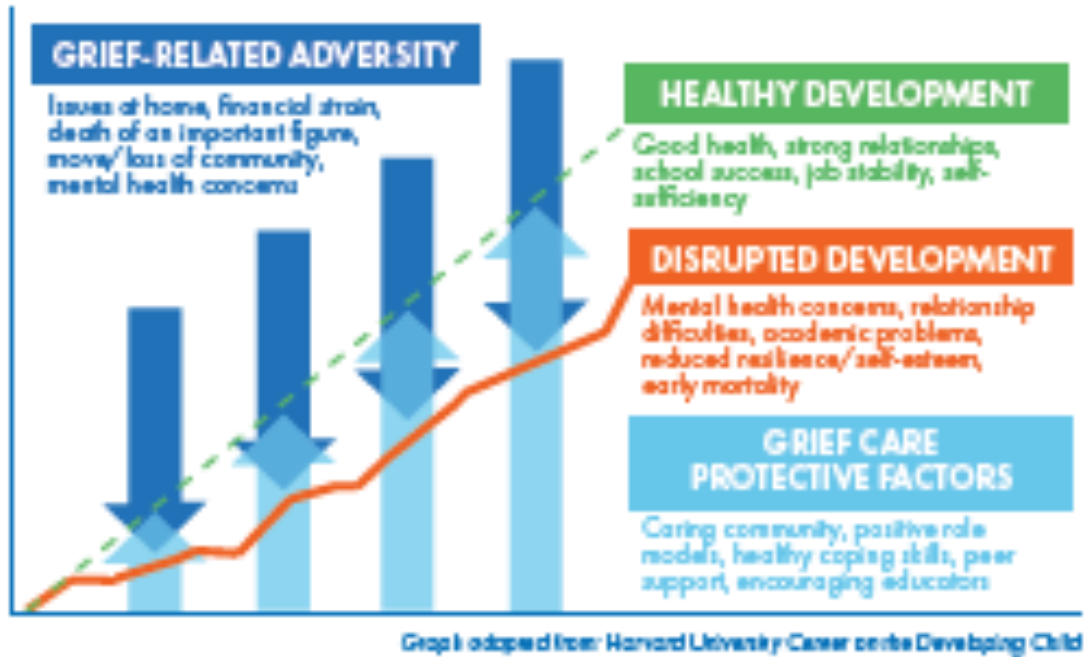 GRIEF-RELATED ADVERSITY
Issues at home, financial strain,
death of an important figure,
move/loss of community,
mental health concerns
HEALTHY DEVELOPMENT
Good health, strong relationships,
school success, job stability, self-
sufficiency
DISRUPTED DEVELOPMENT
Mental health concerns, relationship
difficulties, academic problems,
reduced resilience/self-esteem,
early mortality
GRIEF CARE
PROTECTIVE FACTORS
Caring community, positive role
models, healthy coping skills, peer
support, encouraging educators
Graph adapted from Harvard University on the Developing Child